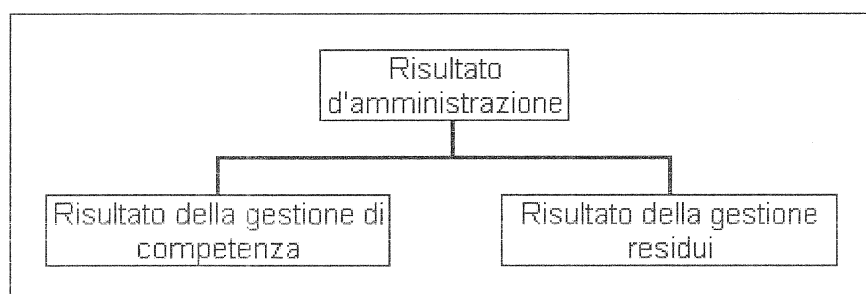 Risultato
d'amministrazione
Risultato della gestione di
competenza
Risultato della gestione
residui